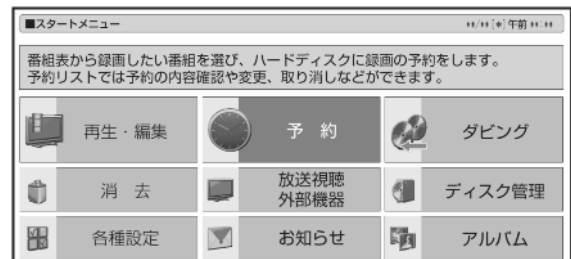 ■スタートメニュー
**/**[*]午前**:**
番組表から録画したい番組を選び、ハードディスクに録画の予約をします。
予約リストでは予約の内容確認や変更、取り消しなどができます。
再生・編集
予 約
ダビング
消 去
放送視聴
外部機器
ディスク管理
各種設定
お知らせ
アルバム